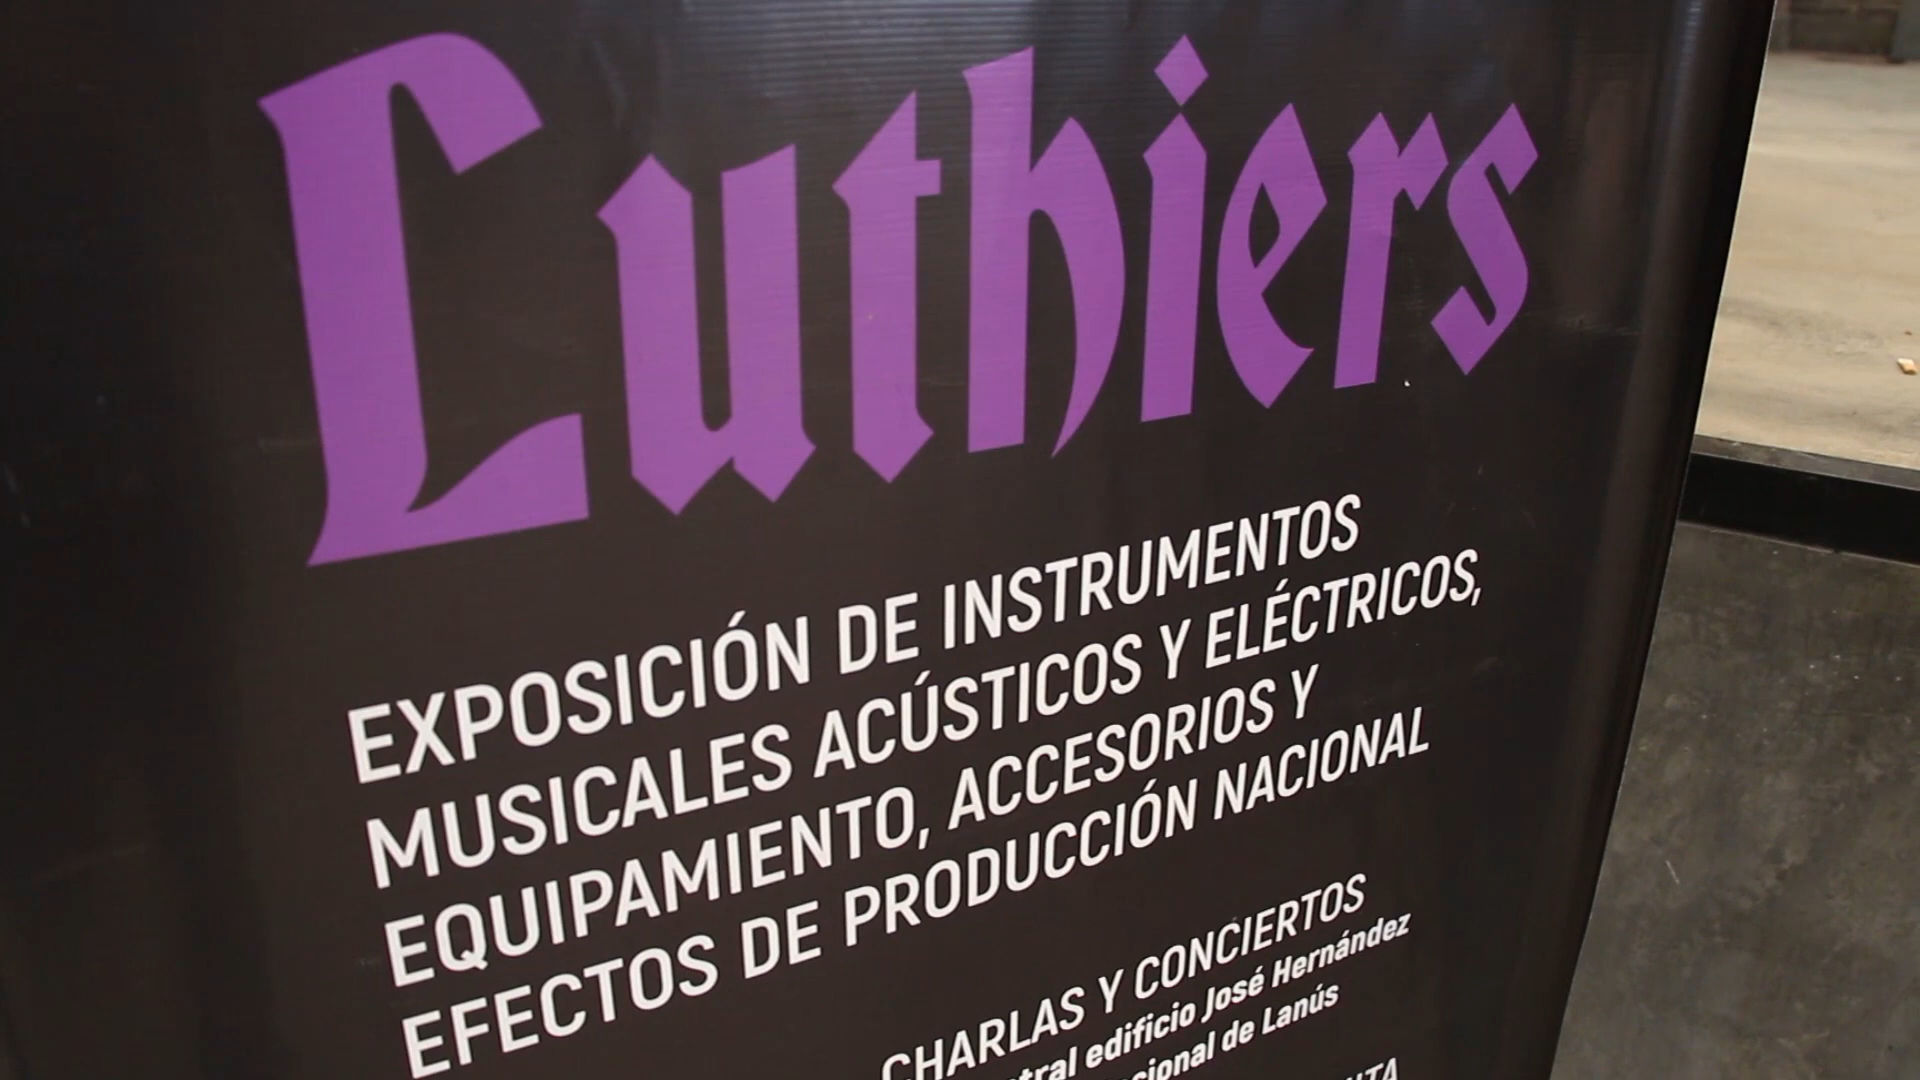 Luthiers
EXPOSICIÓN DE INSTRUMENTOS
MUSICALES ACÚSTICOS Y ELÉCTRICOS,
EQUIPAMIENTO, ACCESORIOS Y
EFECTOS DE PRODUCCIÓN NACIONAL
CHARLAS Y CONCIERTOS
edificio José Hernández
de Lanús